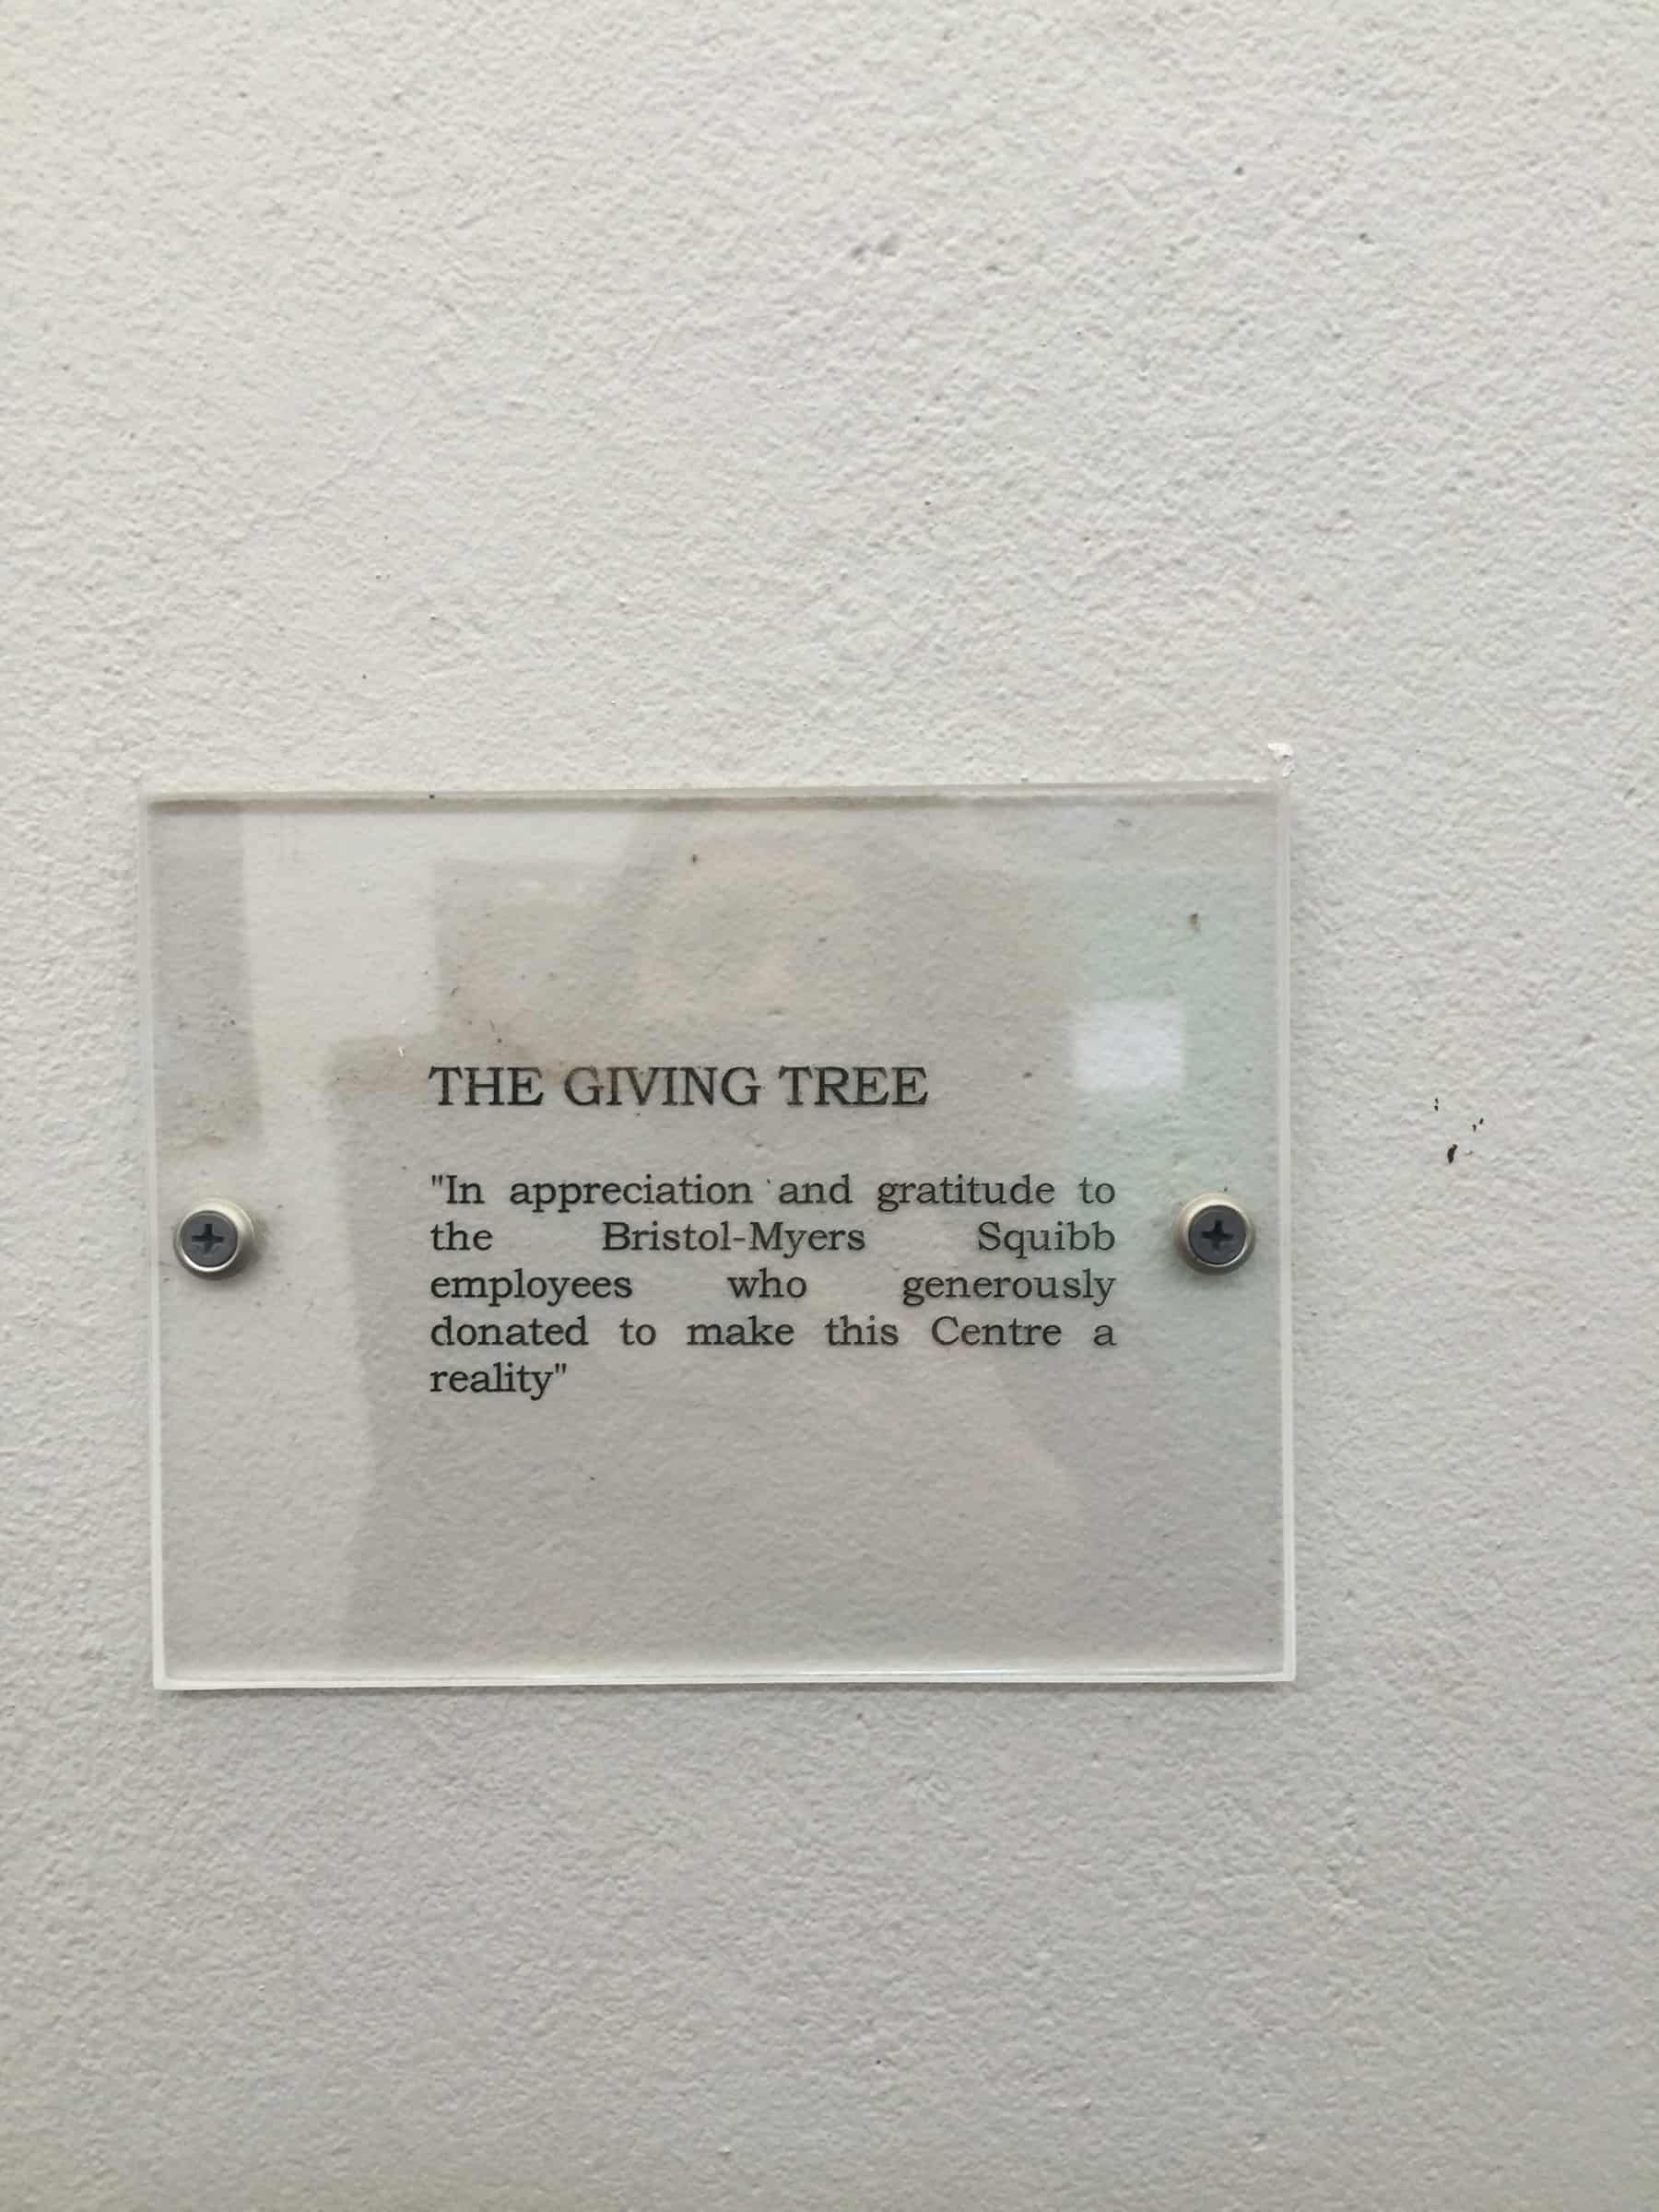 THE GIVING TREE
"In appreciation and gratitude to
the Bristol-Myers Squibb
employees who generously
donated to make this Centre a
reality"